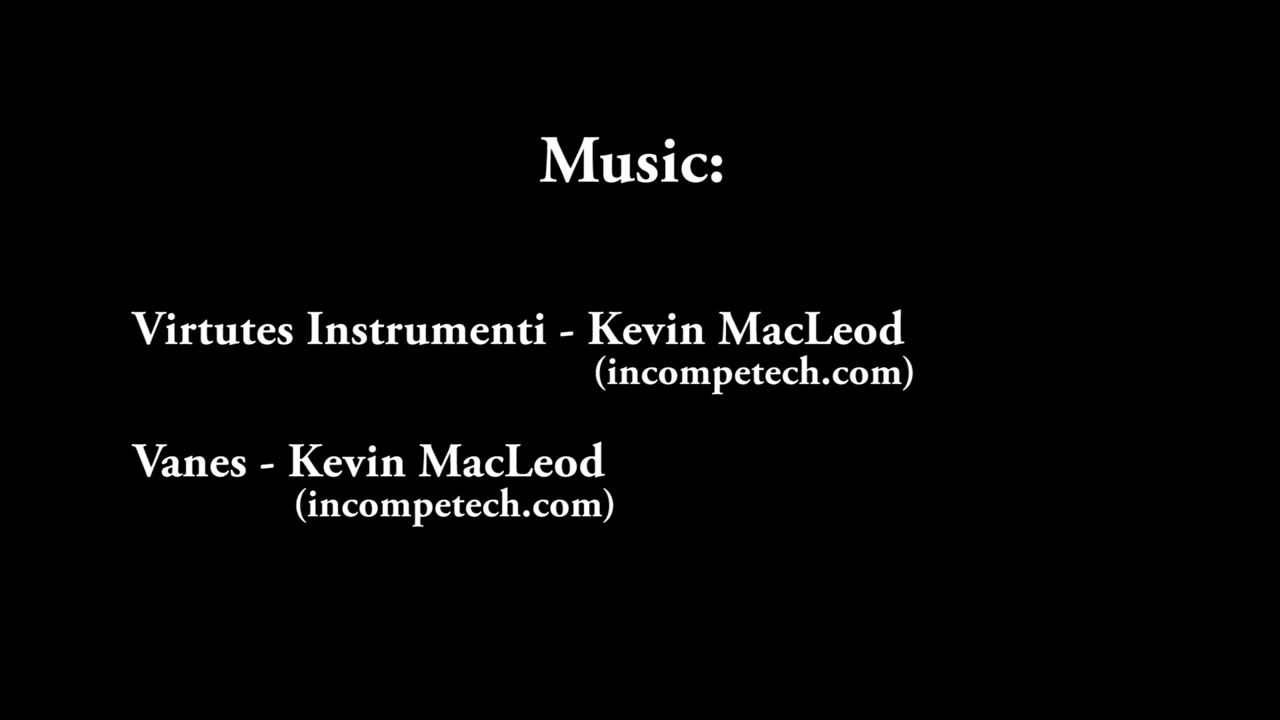 Music:
Virtutes Instrumenti - Kevin MacLeod
(incompetech.com)
Vanes - Kevin MacLeod
(incompetech.com)